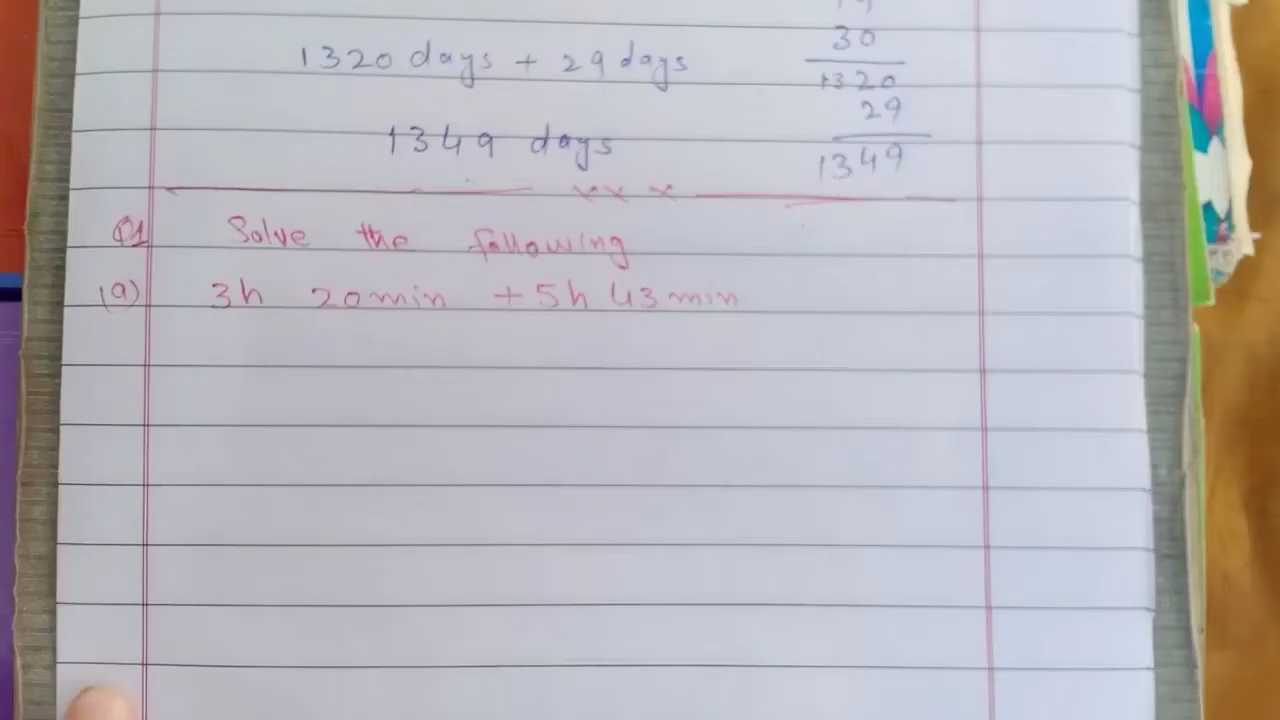 30
1320 days + 29 days
1320
29
1349 days
1349
x x x
Q1 Solve the following
(a) 3h 20min + 5h 43min